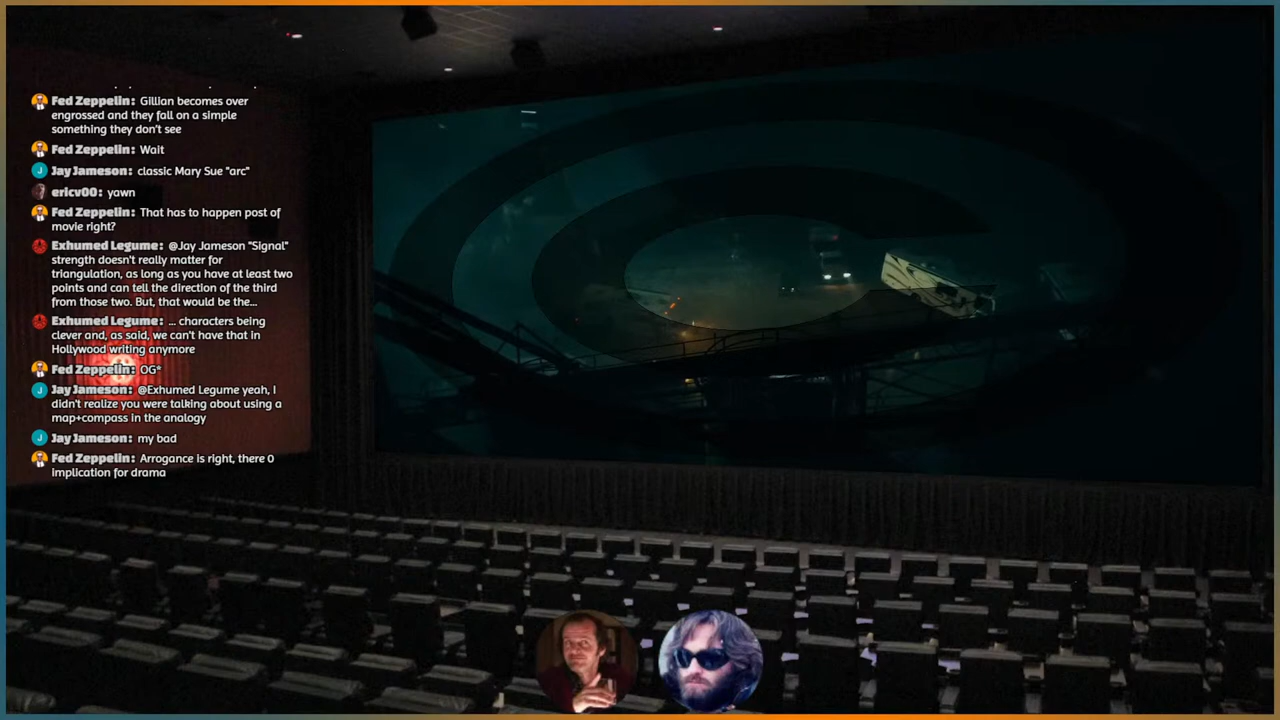 Fed Zeppelin: Gillian becomes over
engrossed and they fall on a simple
something they don't see
Fed Zeppelin: Wait
J Jay Jameson: classic Mary Sue "arc"
ericv00: yawn
Fed Zeppelin: That has to happen post of
movie right?
Exhumed Legume: @Jay Jameson "Signal"
strength doesn't really matter for
triangulation, as long as you have at least two
points and can tell the direction of the third
from those two. But, that would be the...
Exhumed Legume: ... characters being
clever and, as said, we can't have that in
Hollywood writing anymore
Fed Zeppelin: OG*
J Jay Jameson: @Exhumed Legume yeah, I
didn't realize you were talking about using a
map+compass in the analogy
J Jay Jameson: my bad
Fed Zeppelin: Arrogance is right, there 0
implication for drama